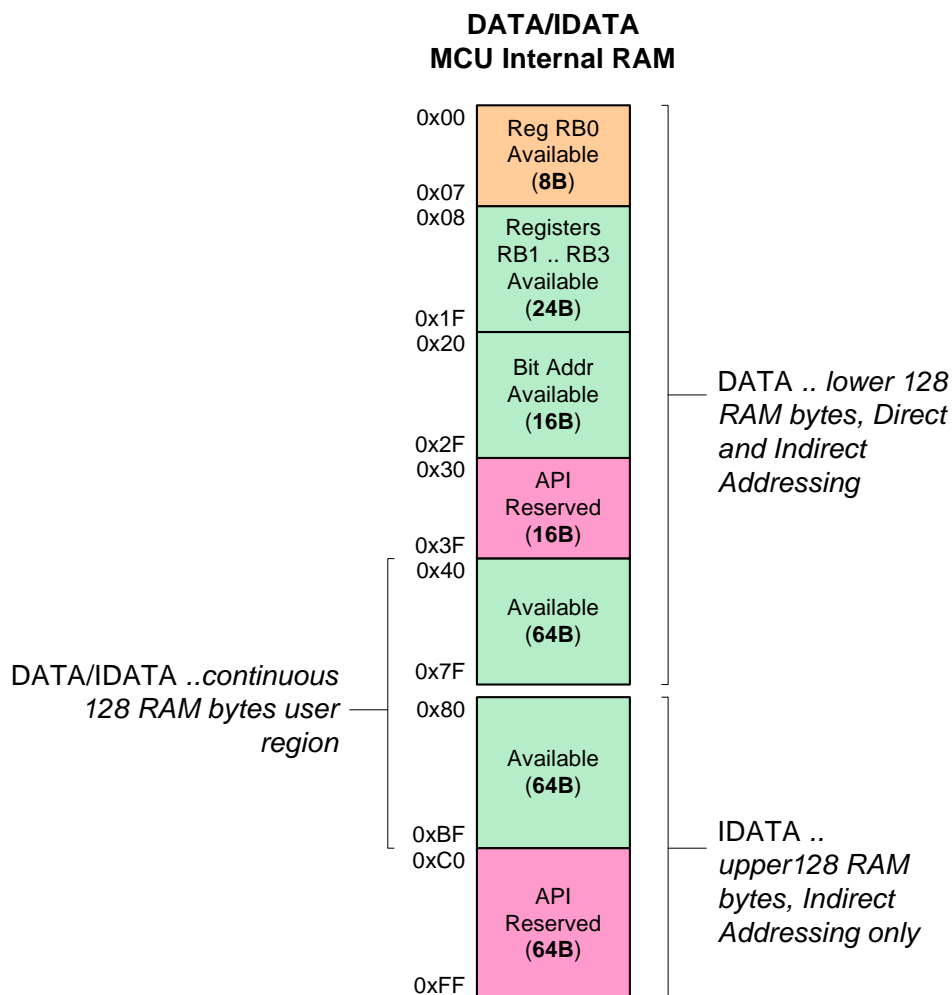 DATA/IDATA
MCU Internal RAM
0x00
Reg RB0
Available
(8B)
0x07
0x08
Registers
RB1 .. RB3
Available
(24B)
0x1F
0x20
Bit Addr
Available
(16B)
0x2F
0x30
API
Reserved
(16B)
0x3F
0x40
Available
(64B)
0x7F
DATA .. lower 128
RAM bytes, Direct
and Indirect
Addressing
DATA/IDATA ..continuous
128 RAM bytes user
region
0x80
Available
(64B)
0xBF
0xC0
API
Reserved
(64B)
0xFF
IDATA ..
upper128 RAM
bytes, Indirect
Addressing only